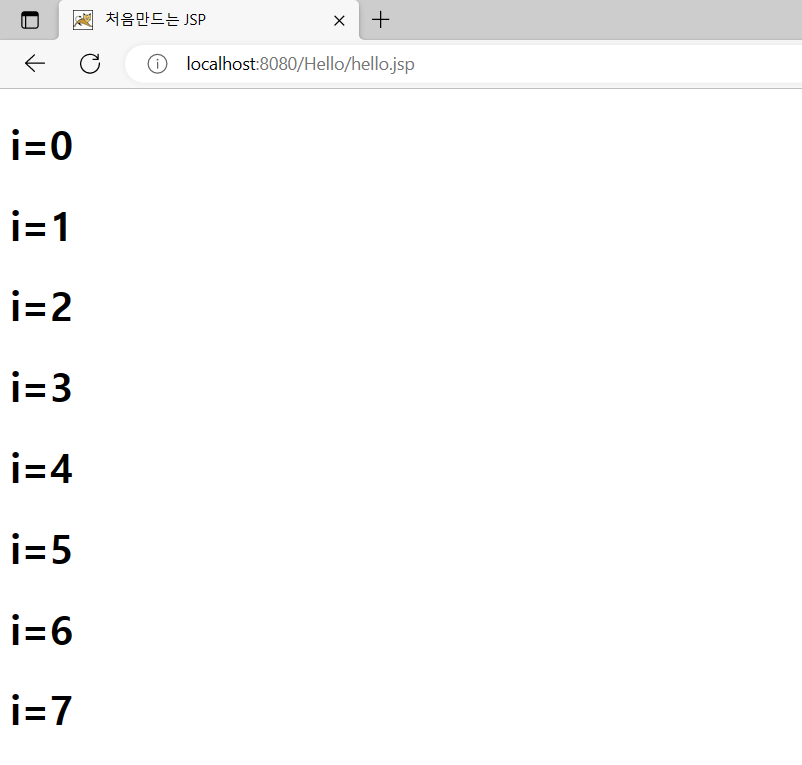 처음만드는 JSP
localhost:8080/Hello/hello.jsp
i=0
i=1
i=2
i=3
i=4
i=5
i=6
i=7